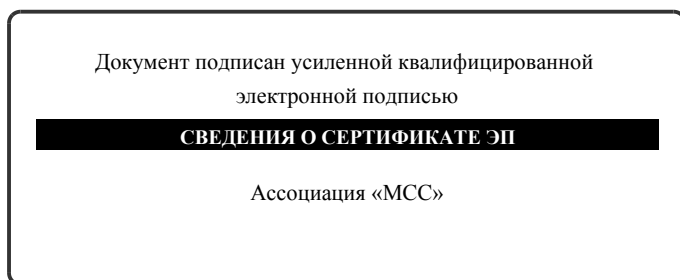 Документ подписан усиленной квалифицированной
электронной подписью
СВЕДЕНИЯ О СЕРТИФИКАТЕ ЭП
Ассоциация «МСС»